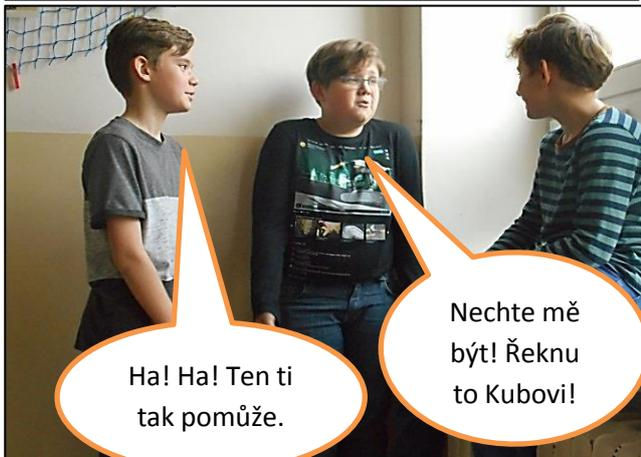 Ha! Ha! Ten ti
tak pomůže.
Nechte mě
být! Řeknu
to Kubovi!